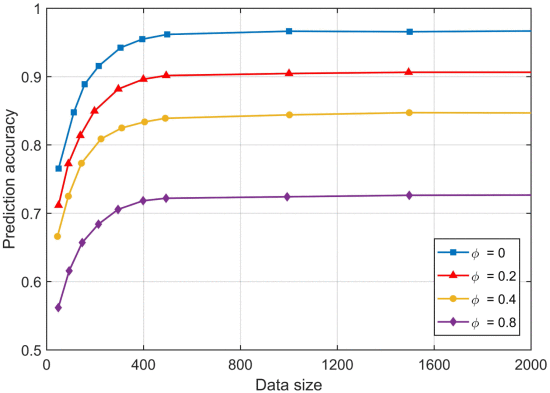 1
0.9
0.8
0.7
0.6
0.5
Prediction accuracy
ϕ = 0
ϕ = 0.2
ϕ = 0.4
ϕ = 0.8
0 400 800 1200 1600 2000
Data size